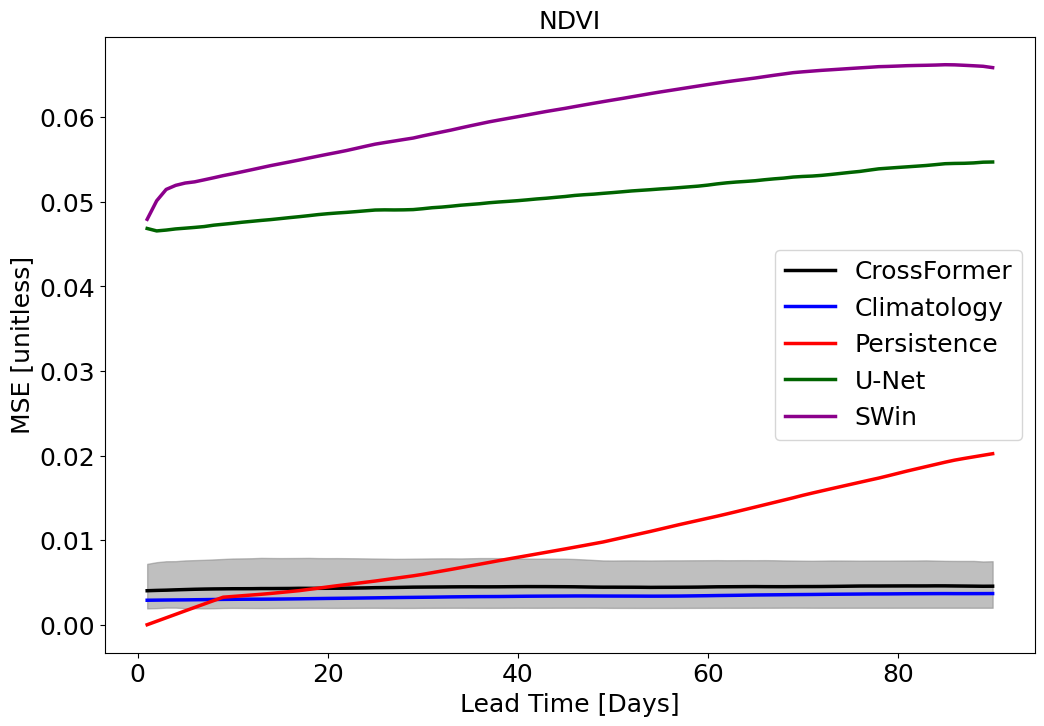 NDVI
MSE [unitless]
0.06
0.05
0.04
0.03
0.02
0.01
0.00
CrossFormer
Climatology
Persistence
U-Net
SWin
0 20 40 60 80
Lead Time [Days]